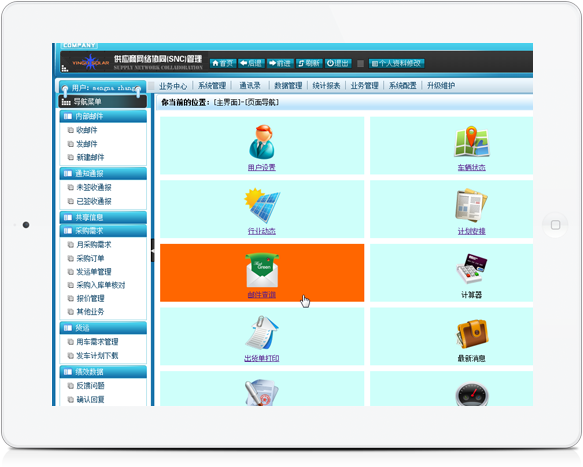 COMPANY
YINGLI SOLAR
供应商网络协同(SNC)管理
SUPPLY NETWORK COLLABORATION
首页 后退 前进 刷新 退出 个人资料修改
用户: mengna zhang
业务中心 系统管理 通讯录 数据管理 统计报表 业务管理 系统配置 升级维护
导航菜单
你当前的位置: [主界面]-[页面导航]
内部邮件
收邮件
发邮件
新建邮件
通知通报
未签收通报
已签收通报
共享信息
采购需求
月采购需求
采购订单
发运单管理
采购入库单核对
报价管理
其他业务
货运
用车需求管理
发车计划下载
绩效数据
反馈问题
确认回复
用户设置
车辆状态
行业动态
计划安排
邮件查阅
计算器
出货单打印
最新消息